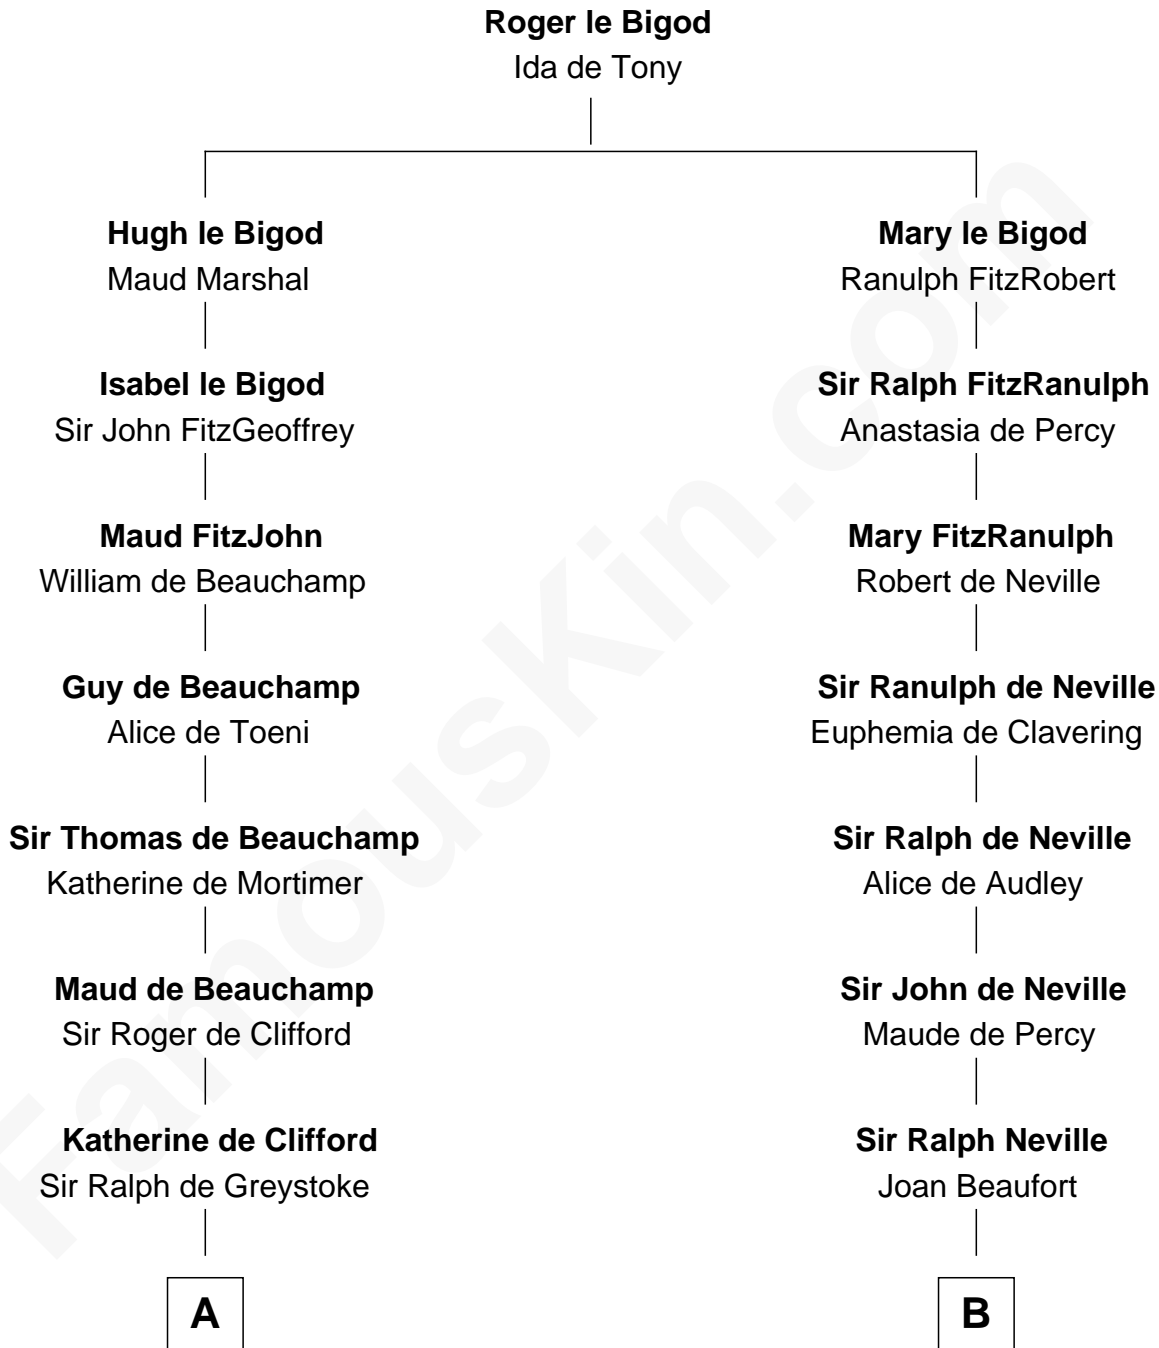 Roger le Bigod
Ida de Tony
Hugh le Bigod
Maud Marshal
Mary le Bigod
Ranulph FitzRobert
Isabel le Bigod
Sir John FitzGeoffrey
Sir Ralph FitzRanulph
Anastasia de Percy
Maud FitzJohn
William de Beauchamp
Mary FitzRanulph
Robert de Neville
Guy de Beauchamp
Alice de Toeni
Sir Ranulph de Neville
Euphemia de Clavering
Sir Thomas de Beauchamp
Katherine de Mortimer
Sir Ralph de Neville
Alice de Audley
Maud de Beauchamp
Sir Roger de Clifford
Sir John de Neville
Maude de Percy
Katherine de Clifford
Sir Ralph de Greystoke
Sir Ralph Neville
Joan Beaufort
A
B
FamousKin.com